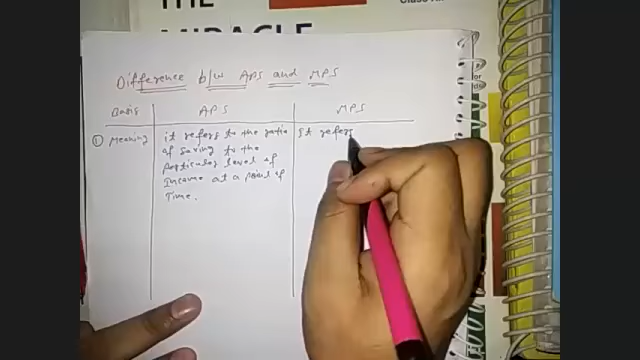 THE
MIRACLE
Difference b/w APS and MPS
Basis APS MPS
① Meaning it refers to the ratio
of saving to the
particular level of
Income at a point of
Time.
It refers